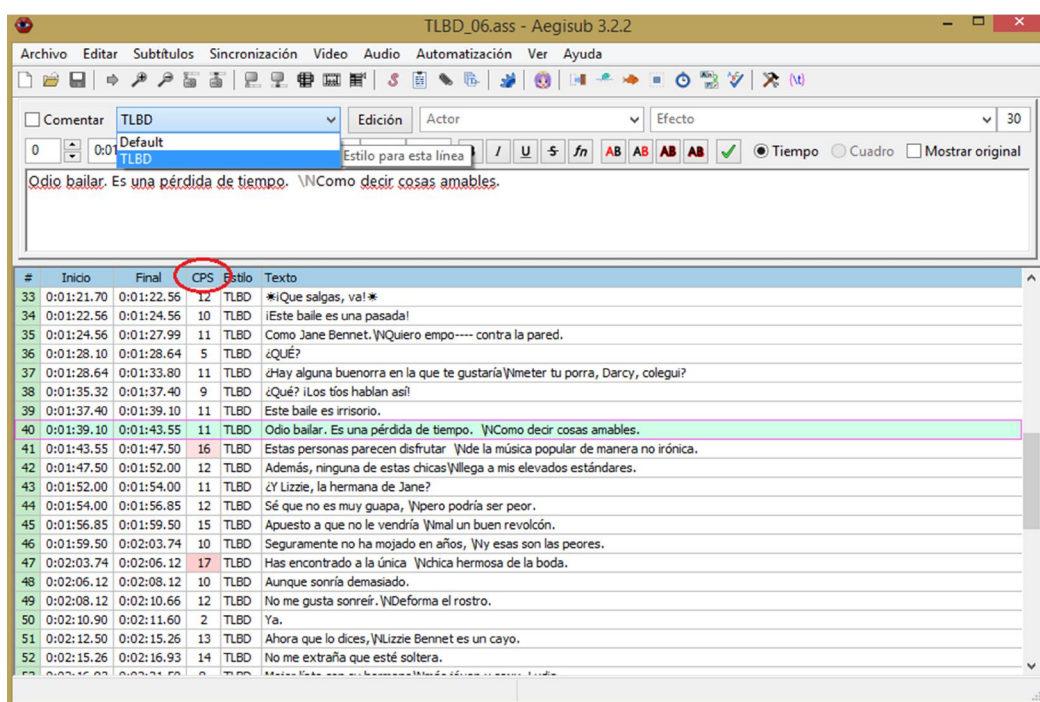 TLBD_06.ass - Aegisub 3.2.2
Archivo Editar Subtítulos Sincronización Video Audio Automatización Ver Ayuda
Comentar TLBD Edición Actor Efecto 30
Default
0 0:01 I U S fn AB AB AB AB Tiempo Cuadro Mostrar original
TLBD
Estilo para esta línea
Odio bailar. Es una pérdida de tiempo. \NComo decir cosas amables.
# Inicio Final CPS Estilo Texto
33 0:01:21.70 0:01:22.56 12 TLBD *¡Que salgas, va!*
34 0:01:22.56 0:01:24.56 10 TLBD ¡Este baile es una pasada!
35 0:01:24.56 0:01:27.99 11 TLBD Como Jane Bennet.\NQuiero empo---- contra la pared.
36 0:01:28.10 0:01:28.64 5 TLBD ¿QUÉ?
37 0:01:28.64 0:01:33.80 11 TLBD ¿Hay alguna buenorra en la que te gustaría\Nmeter tu porra, Darcy, colegui?
38 0:01:35.32 0:01:37.40 9 TLBD ¿Qué? ¡Los tíos hablan así!
39 0:01:37.40 0:01:39.10 11 TLBD Este baile es irrisorio.
40 0:01:39.10 0:01:43.55 11 TLBD Odio bailar. Es una pérdida de tiempo. \NComo decir cosas amables.
41 0:01:43.55 0:01:47.50 16 TLBD Estas personas parecen disfrutar \Nde la música popular de manera no irónica.
42 0:01:47.50 0:01:52.00 12 TLBD Además, ninguna de estas chicas\Nllega a mis elevados estándares.
43 0:01:52.00 0:01:54.00 11 TLBD ¿Y Lizzie, la hermana de Jane?
44 0:01:54.00 0:01:56.85 12 TLBD Sé que no es muy guapa, \Npero podría ser peor.
45 0:01:56.85 0:01:59.50 15 TLBD Apuesto a que no le vendría \Nmal un buen revolcón.
46 0:01:59.50 0:02:03.74 10 TLBD Seguramente no ha mojado en años, \Ny esas son las peores.
47 0:02:03.74 0:02:06.12 17 TLBD Has encontrado a la única \Nchica hermosa de la boda.
48 0:02:06.12 0:02:08.12 10 TLBD Aunque sonría demasiado.
49 0:02:08.12 0:02:10.66 12 TLBD No me gusta sonreír.\NDeforma el rostro.
50 0:02:10.90 0:02:11.60 2 TLBD Ya.
51 0:02:12.50 0:02:15.26 13 TLBD Ahora que lo dices,\NLizzie Bennet es un cayo.
52 0:02:15.26 0:02:16.93 14 TLBD No me extraña que esté soltera.